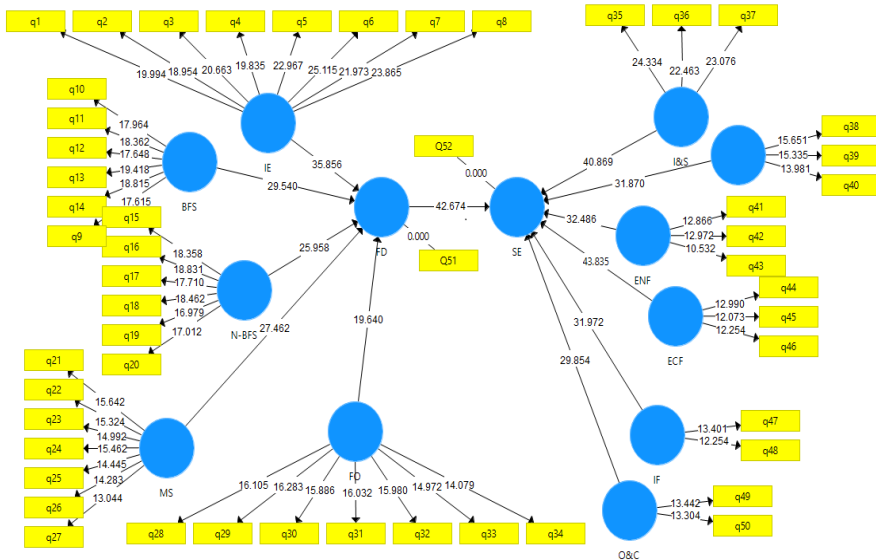 q1 q2 q3 q4 q5 q6 q7 q8
19.994 18.954 20.663 19.835 22.967 25.115 21.973 23.865
IE
q35 q36 q37
24.334 22.463 23.076
I&S
q10
q11
q12
q13
q14
q9
17.964
18.362
17.648
19.418
18.815
17.615
BFS
q38
q39
q40
15.651
15.335
13.981
Q52
0.000
35.856
29.540
42.674
40.869
31.870
FD
SE
0.000
Q51
q15
q16
q17
q18
q19
q20
18.358
18.831
17.710
18.462
16.979
17.012
N-BFS
25.958
27.462
19.640
32.486
43.835
31.972
29.854
q41
q42
q43
12.866
12.972
10.532
ENF
q44
q45
q46
12.990
12.073
12.254
ECF
q21
q22
q23
q24
q25
q26
q27
15.642
15.324
14.992
15.462
14.445
14.283
13.044
MS
FO
16.105 16.283 15.886 16.032 15.980 14.972 14.079
q28 q29 q30 q31 q32 q33 q34
q47
q48
13.401
12.254
IF
q49
q50
13.442
13.304
O&C